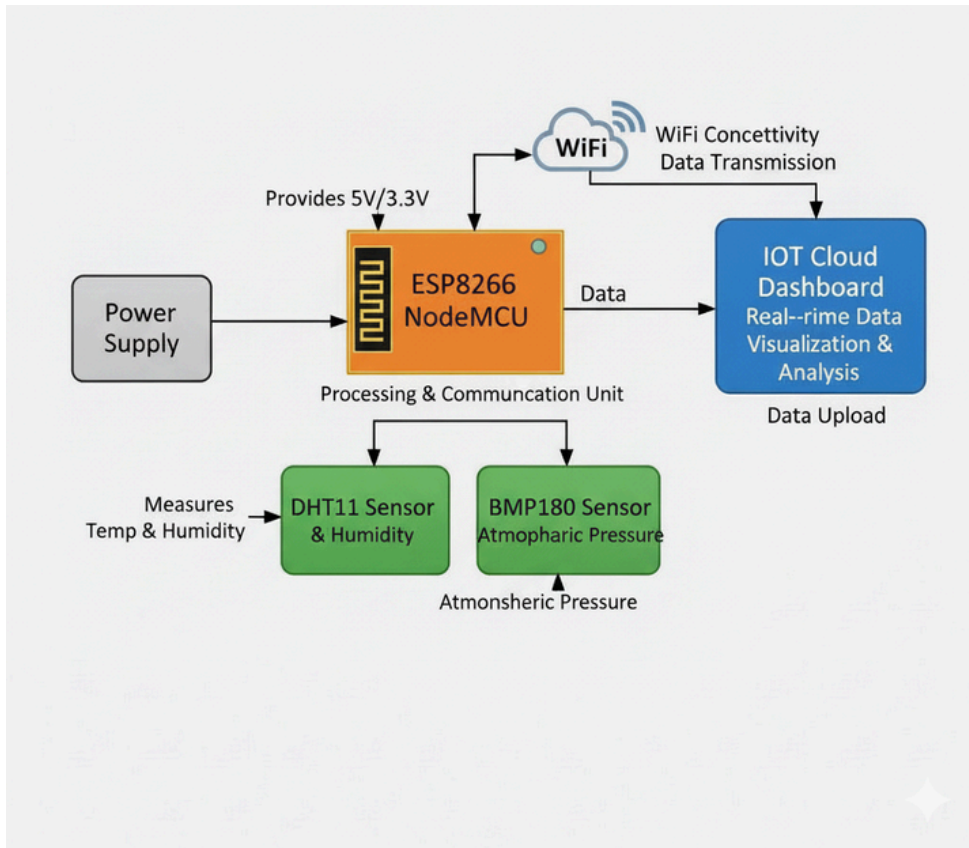 WiFi
WiFi Concettivity
Data Transmission
Provides 5V/3.3V
Power
Supply
ESP8266
NodeMCU
Data
IOT Cloud
Dashboard
Real--rime Data
Visualization &
Analysis
Processing & Communcation Unit
Data Upload
Measures
Temp & Humidity
DHT11 Sensor
& Humidity
BMP180 Sensor
Atmopharic Pressure
Atmonsheric Pressure